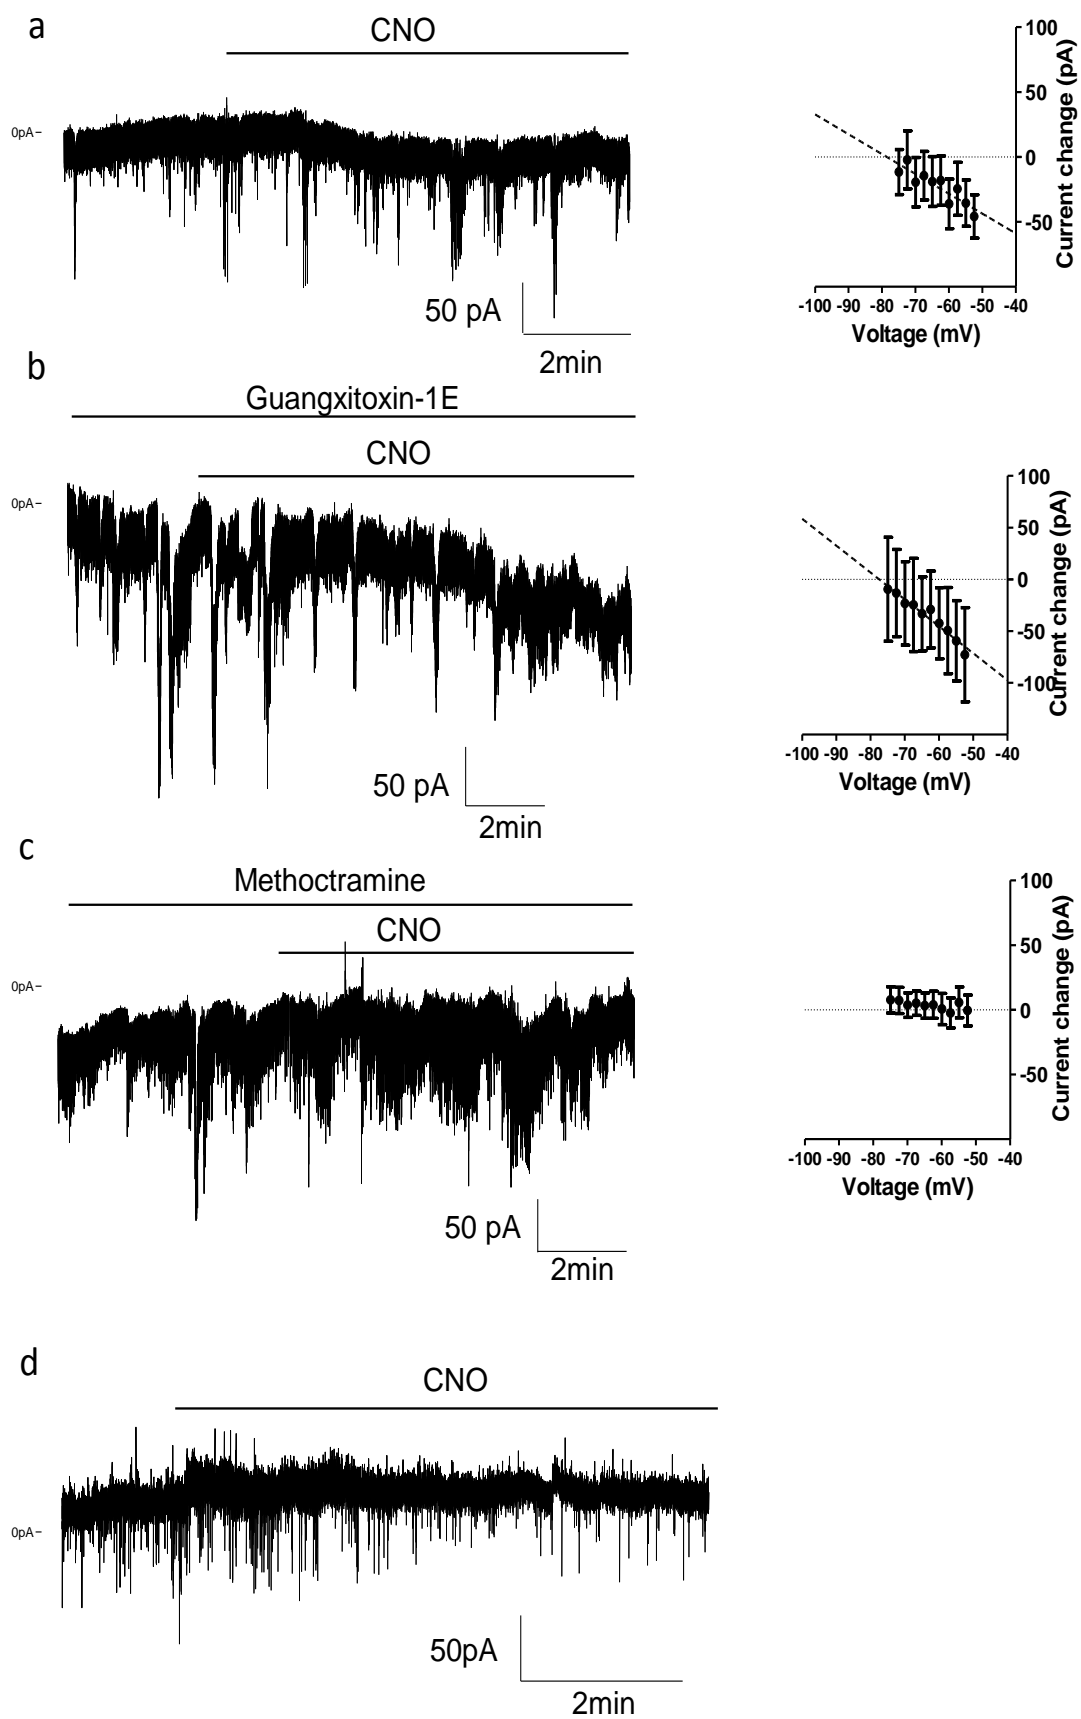 a
CNO
0pA-
50 pA
2min
100
50
0
-50
Current change (pA)
-100 -90 -80 -70 -60 -50 -40
Voltage (mV)
b
Guangxitoxin-1E
CNO
0pA-
50 pA
2min
100
50
0
-50
-100
Current change (pA)
-100 -90 -80 -70 -60 -50 -40
Voltage (mV)
c
Methoctramine
CNO
0pA-
50 pA
2min
100
50
0
-50
Current change (pA)
-100 -90 -80 -70 -60 -50 -40
Voltage (mV)
d
CNO
0pA-
50pA
2min